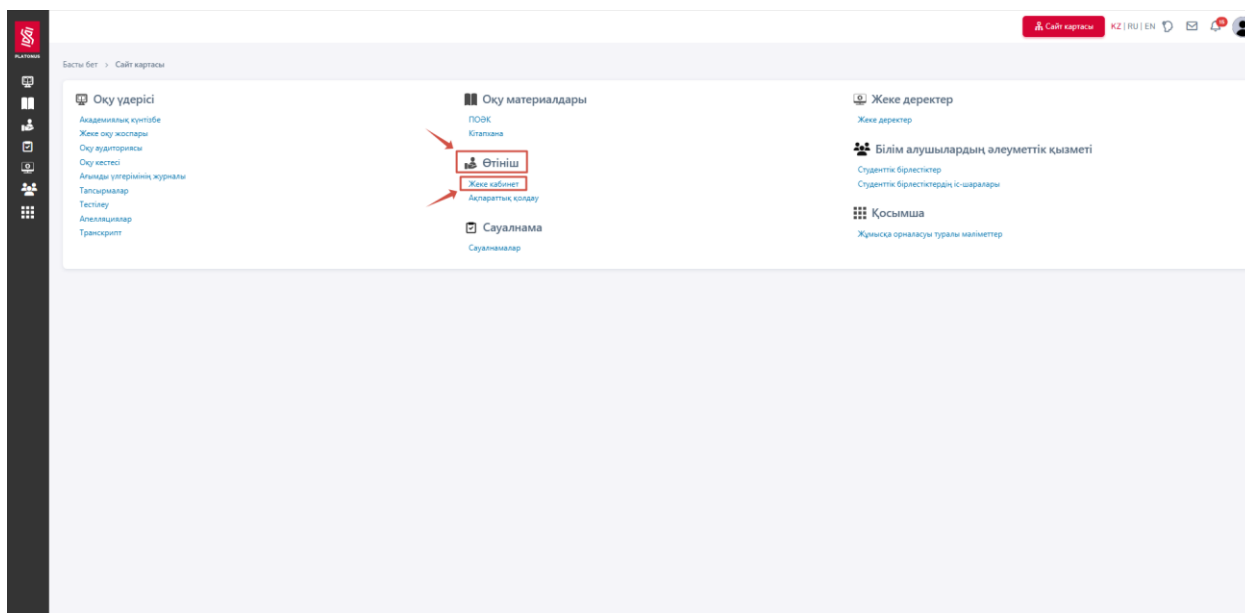 Сайт картасы
KZ | RU | EN
PLATONUS
Басты бет > Сайт картасы
Оқу үдерісі
Академиялық күнтізбе
Жеке оқу жоспары
Оқу аудиториясы
Оқу кестесі
Ағымды үлгерімінің журналы
Тапсырмалар
Тестілеу
Апелляциялар
Транскрипт
Оқу материалдары
ПОӘК
Кітапхана
Өтініш
Жеке кабинет
Ақпараттық қолдау
Сауалнама
Сауалнамалар
Жеке деректер
Жеке деректер
Білім алушылардың әлеуметтік қызметі
Студенттік бірлестіктер
Студенттік бірлестіктердің іс-шаралары
Қосымша
Жұмысқа орналасуы туралы мәліметтер